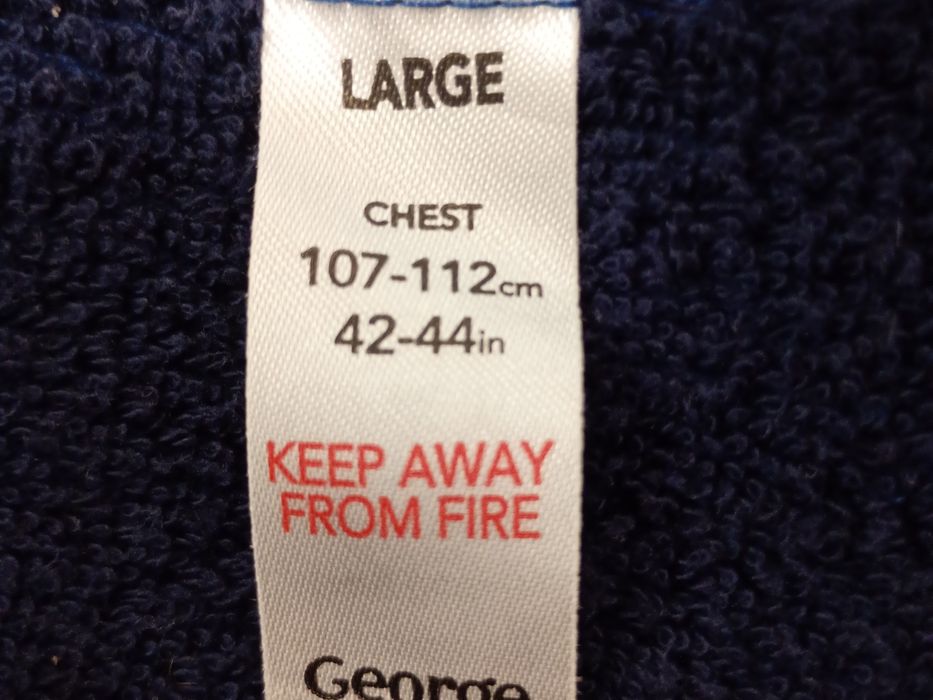 LARGE
CHEST
107-112cm
42-44in
KEEP AWAY
FROM FIRE
George